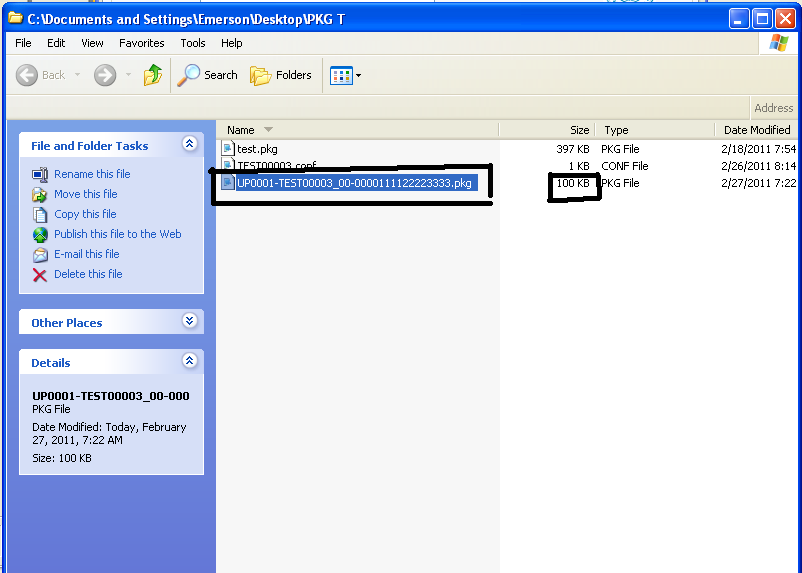 C:\Documents and Settings\Emerson\Desktop\PKG T
File Edit View Favorites Tools Help
Back Search Folders
Address
File and Folder Tasks
Rename this file
Move this file
Copy this file
Publish this file to the Web
E-mail this file
Delete this file
Other Places
Details
UP0001-TEST00003_00-000
PKG File
Date Modified: Today, February
27, 2011, 7:22 AM
Size: 100 KB
Name Size Type Date Modified
test.pkg 397 KB PKG File 2/18/2011 7:54
TEST00003.conf 1 KB CONF File 2/26/2011 8:14
UP0001-TEST00003_00-0000111122223333.pkg 100 KB PKG File 2/27/2011 7:22